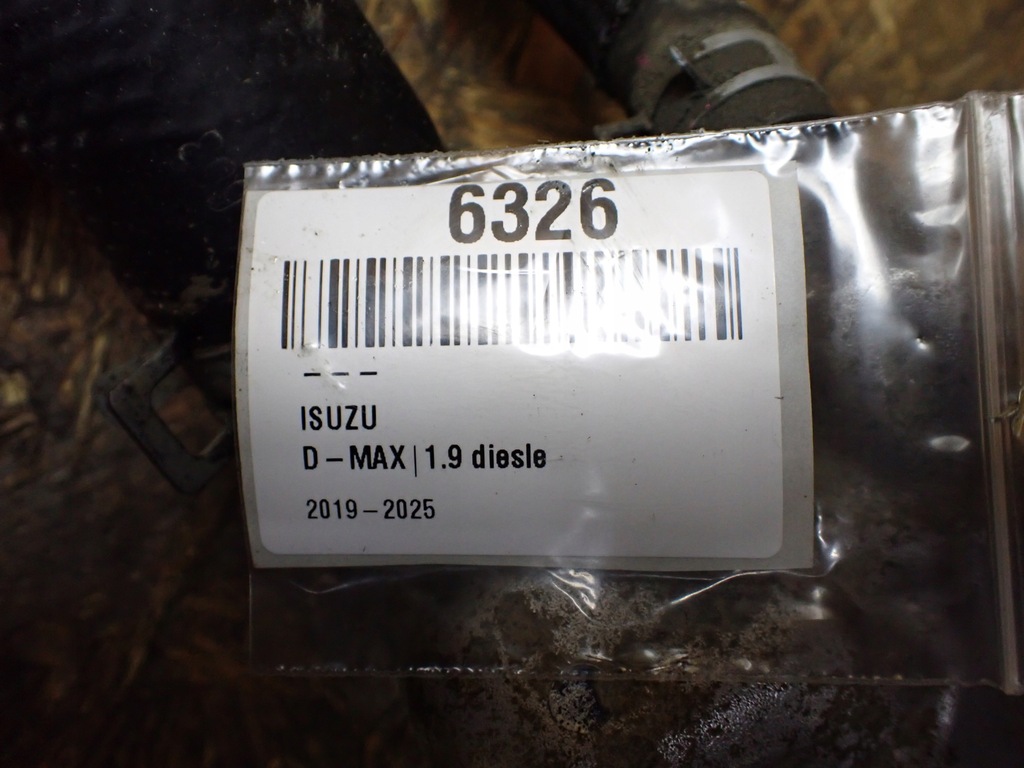 6326
– – –
ISUZU
D – MAX | 1.9 diesle
2019 – 2025